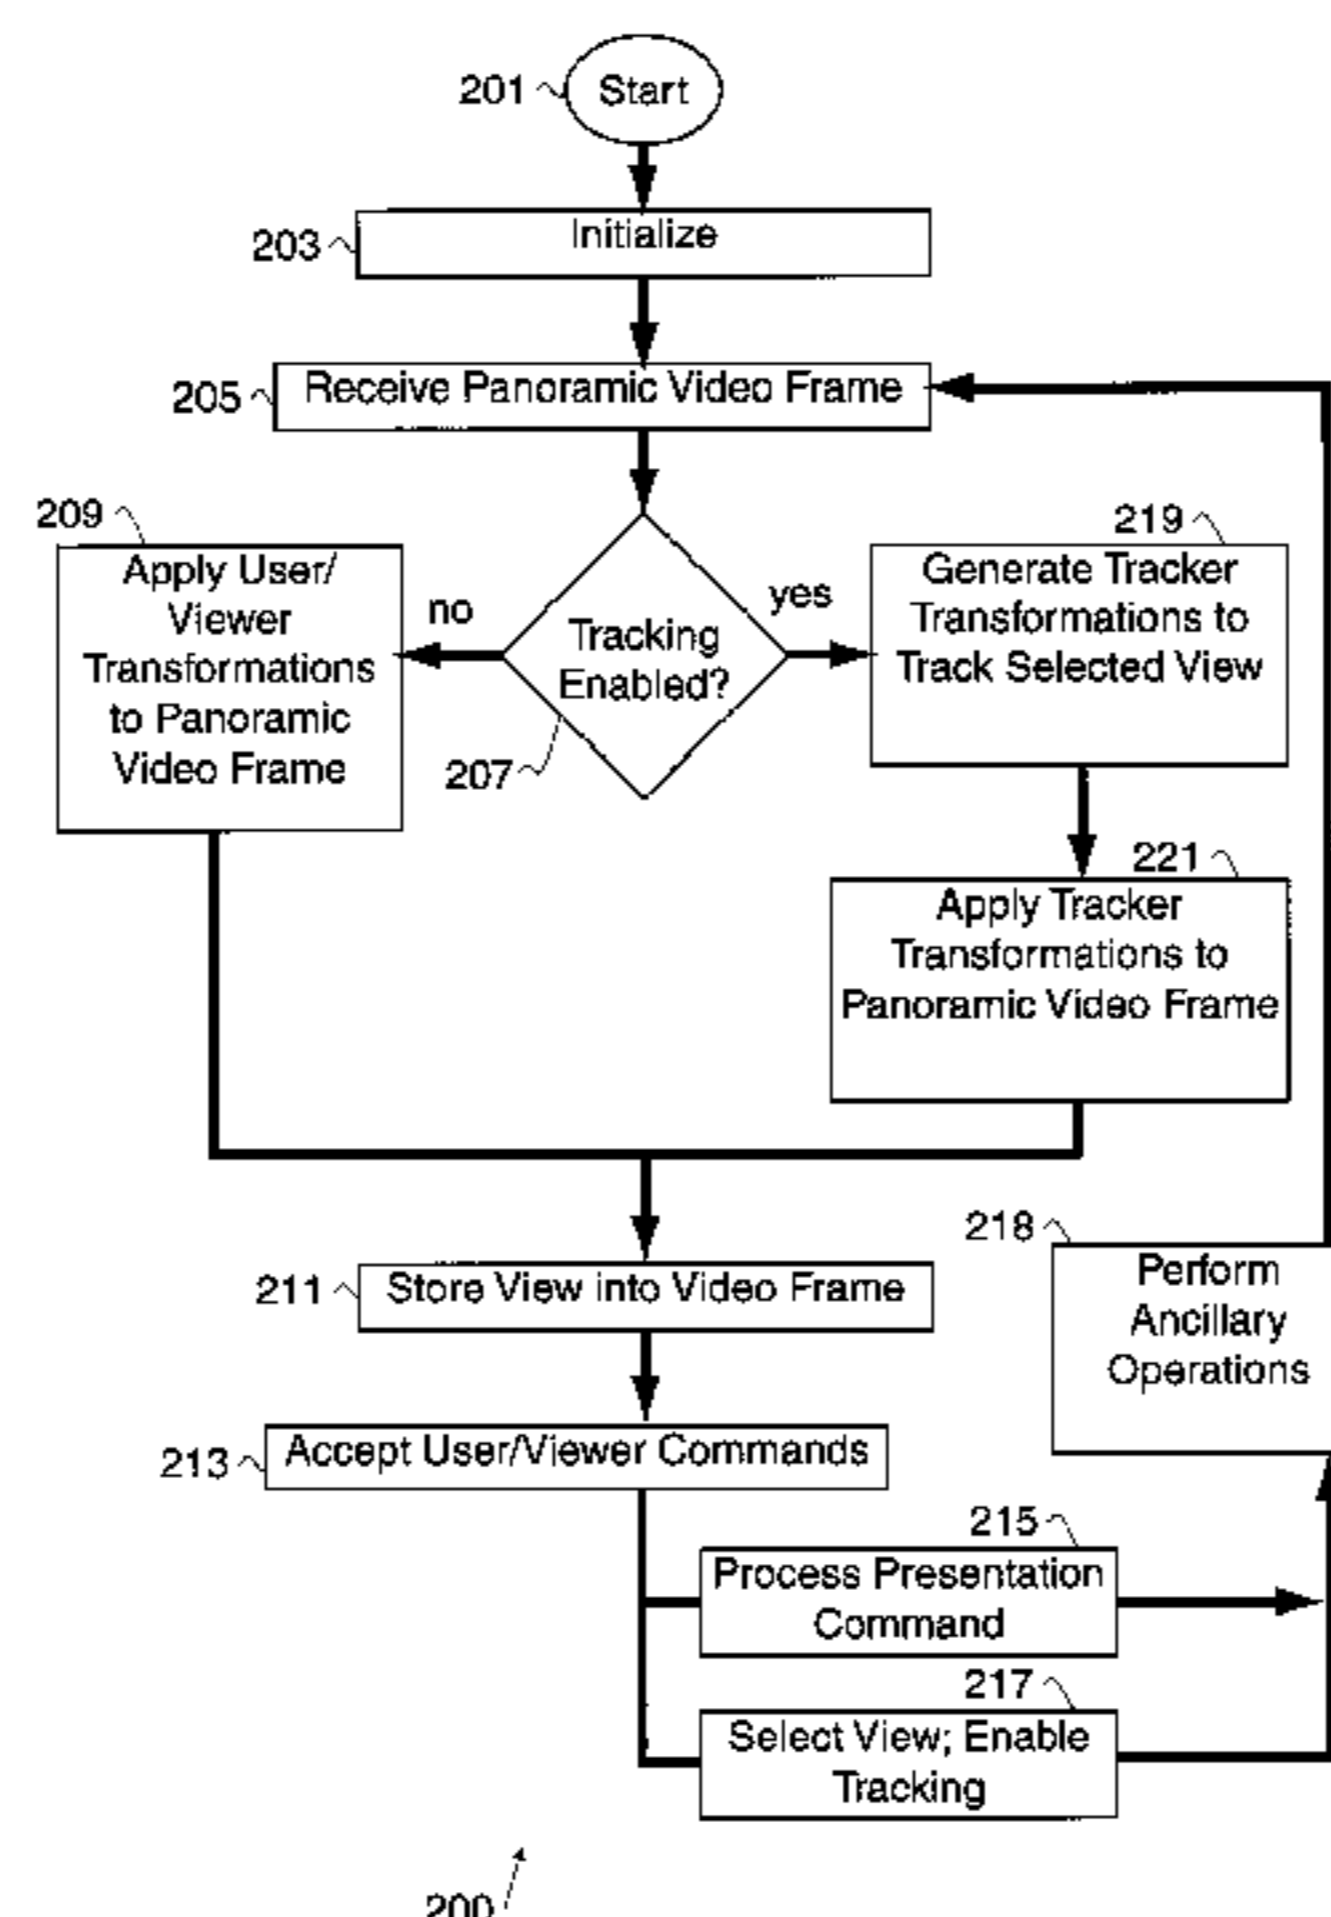 201
Start
203
Initialize
205
Receive Panoramic Video Frame
209
Apply User/
Viewer
Transformations
to Panoramic
Video Frame
no
Tracking
Enabled?
207
yes
219
Generate Tracker
Transformations to
Track Selected View
221
Apply Tracker
Transformations to
Panoramic Video Frame
211
Store View into Video Frame
218
Perform
Ancillary
Operations
213
Accept User/Viewer Commands
215
Process Presentation
Command
217
Select View; Enable
Tracking
200